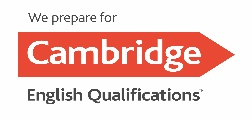 We prepare for
Cambridge
English Qualifications